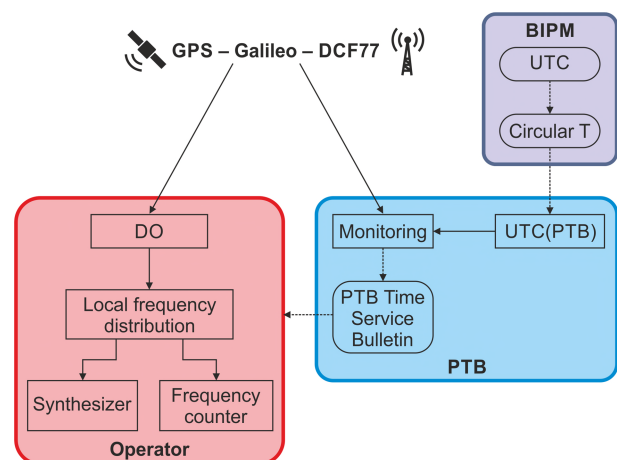 GPS – Galileo – DCF77
BIPM
UTC
Circular T
DO
Monitoring
UTC(PTB)
Local frequency
distribution
PTB Time
Service
Bulletin
PTB
Synthesizer
Frequency
counter
Operator